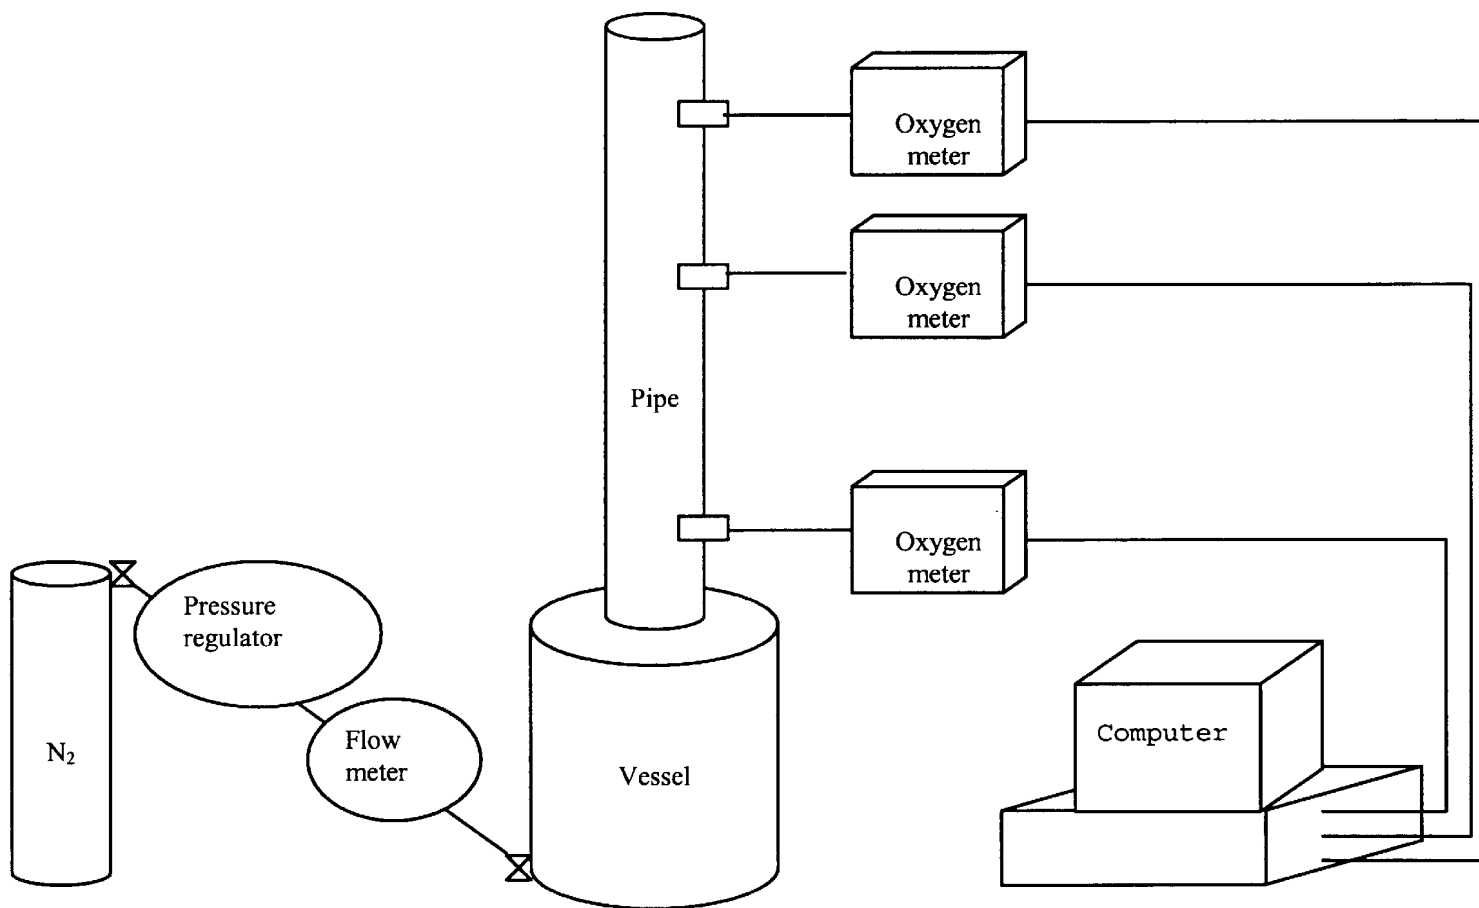 Oxygen
meter
Oxygen
meter
Pipe
Oxygen
meter
Pressure
regulator
Flow
meter
N₂
Vessel
Computer